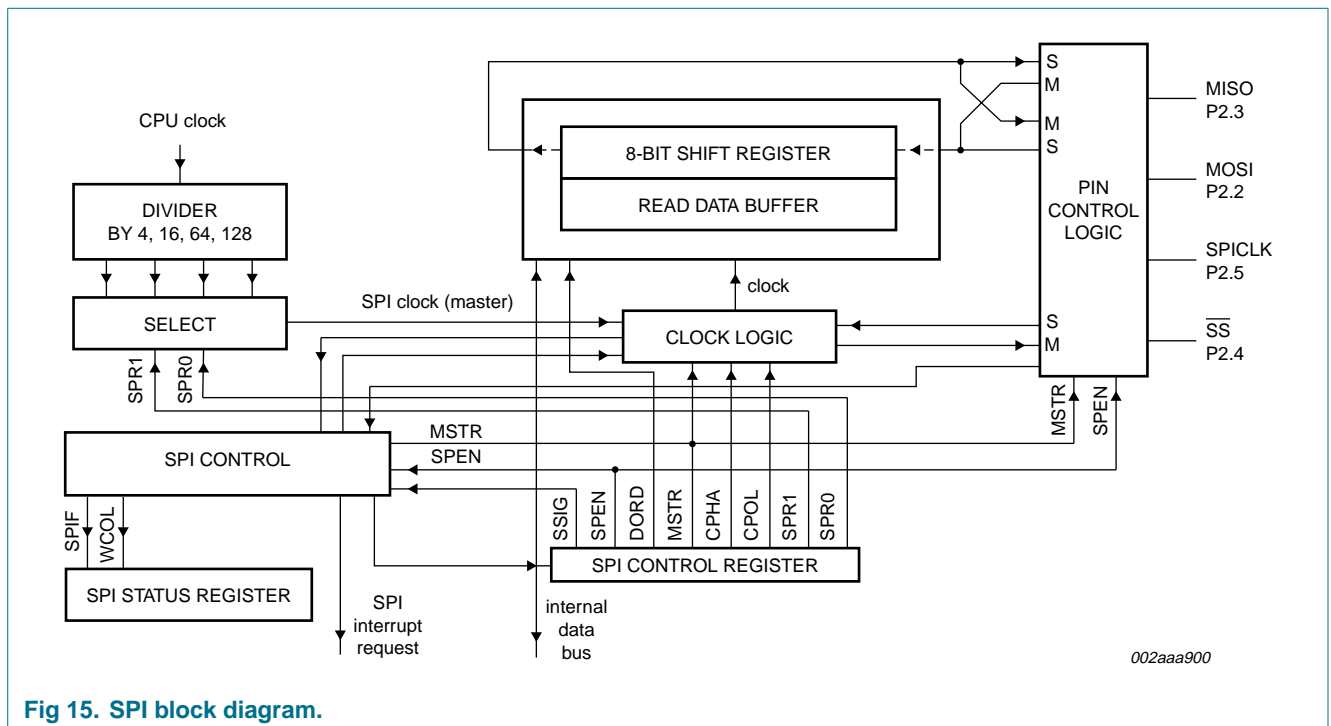 CPU clock
DIVIDER
BY 4, 16, 64, 128
SELECT
SPR1
SPR0
SPI clock (master)
8-BIT SHIFT REGISTER
READ DATA BUFFER
clock
CLOCK LOGIC
S
M
M
S
PIN
CONTROL
LOGIC
S
M
MISO
P2.3
MOSI
P2.2
SPICLK
P2.5
SS
P2.4
MSTR
SPEN
SPI CONTROL
MSTR
SPEN
SPIF
WCOL
SPI STATUS REGISTER
SSIG
SPEN
DORD
MSTR
CPHA
CPOL
SPR1
SPR0
SPI CONTROL REGISTER
SPI
interrupt
request
internal
data
bus
002aaa900
Fig 15. SPI block diagram.